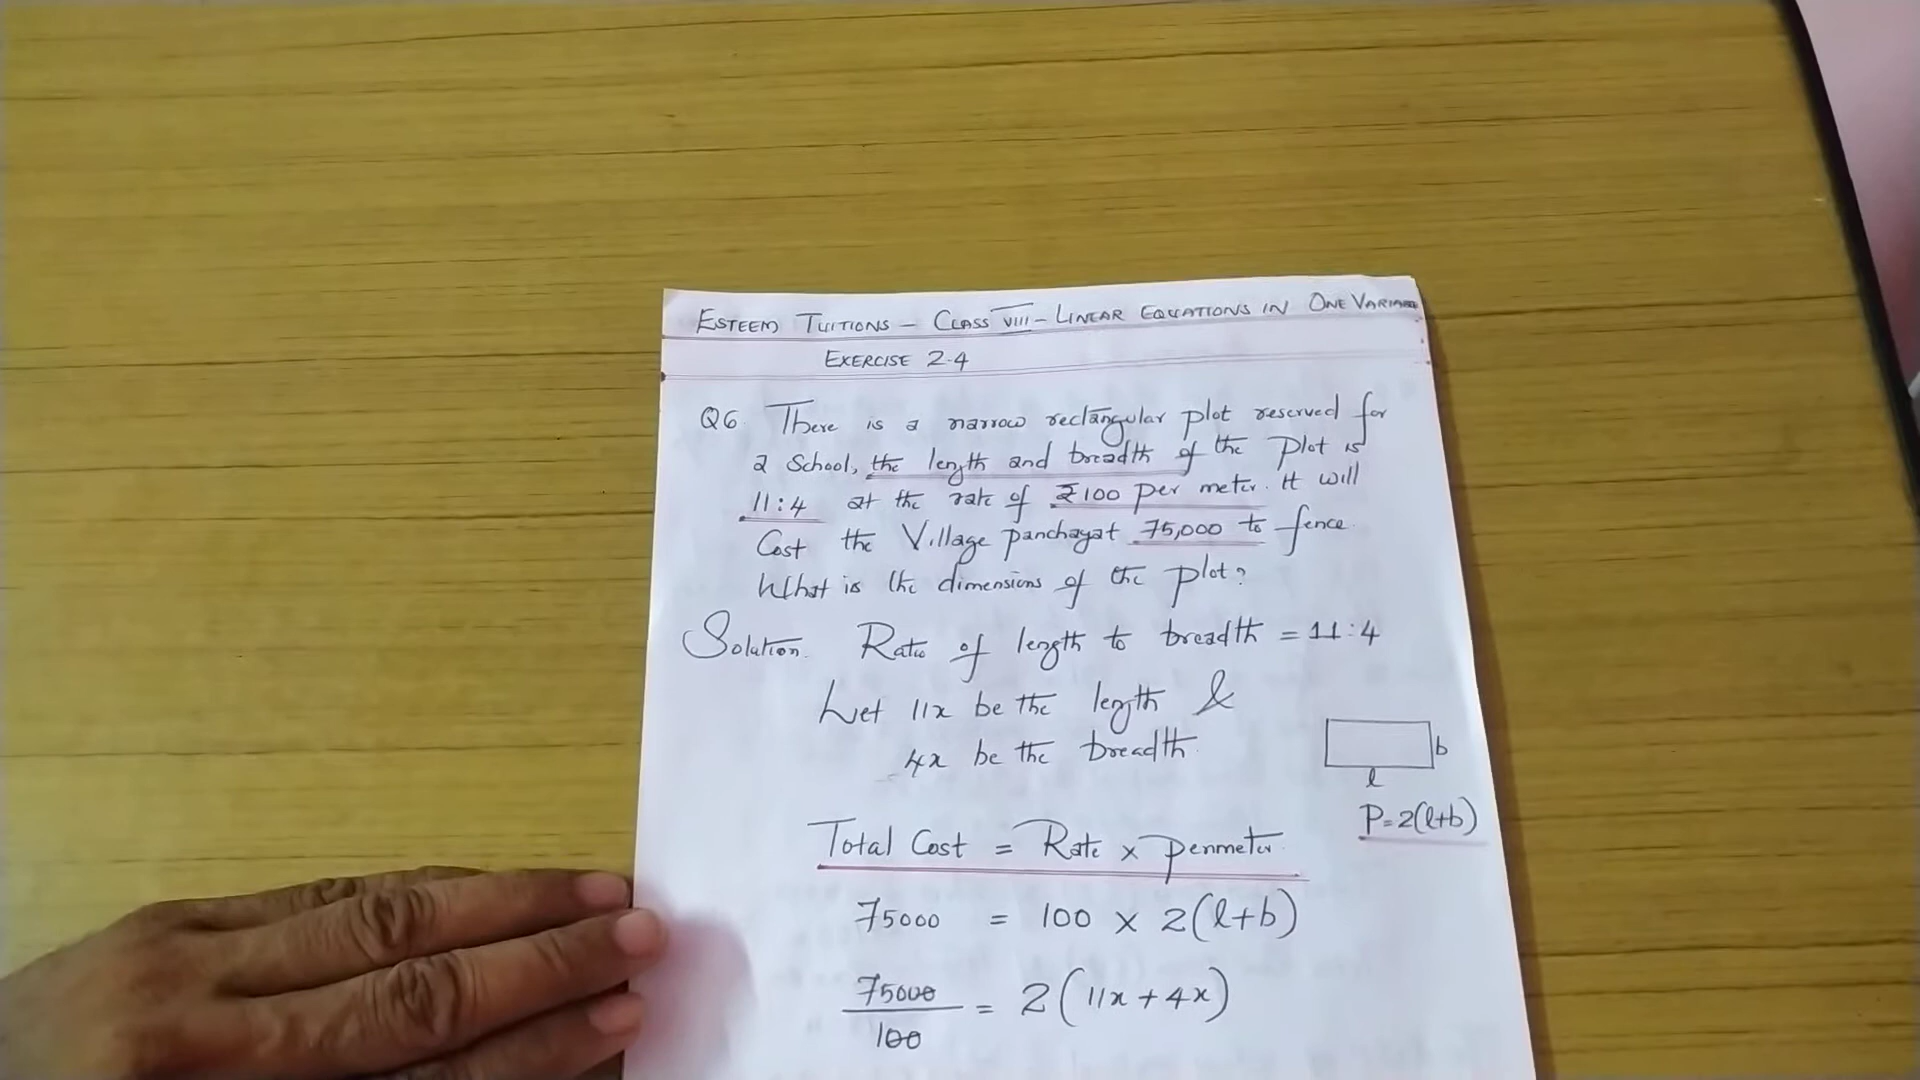 ESTEEM TUITIONS - CLASS VIII - LINEAR EQUATIONS IN ONE VARIABLE
EXERCISE 2.4
Q6. There is a narrow rectangular plot reserved for
a School, the length and breadth of the plot is
11:4 at the rate of ₹100 per meter. It will
Cost the Village panchayat 75,000 to fence.
What is the dimensions of the plot?
Solution. Ratio of length to breadth = 11:4
Let 11x be the length &
4x be the breadth.
b
l
P=2(l+b)
Total Cost = Rate x perimeter.
75000 = 100 x 2(l+b)
75000/100 = 2(11x+4x)